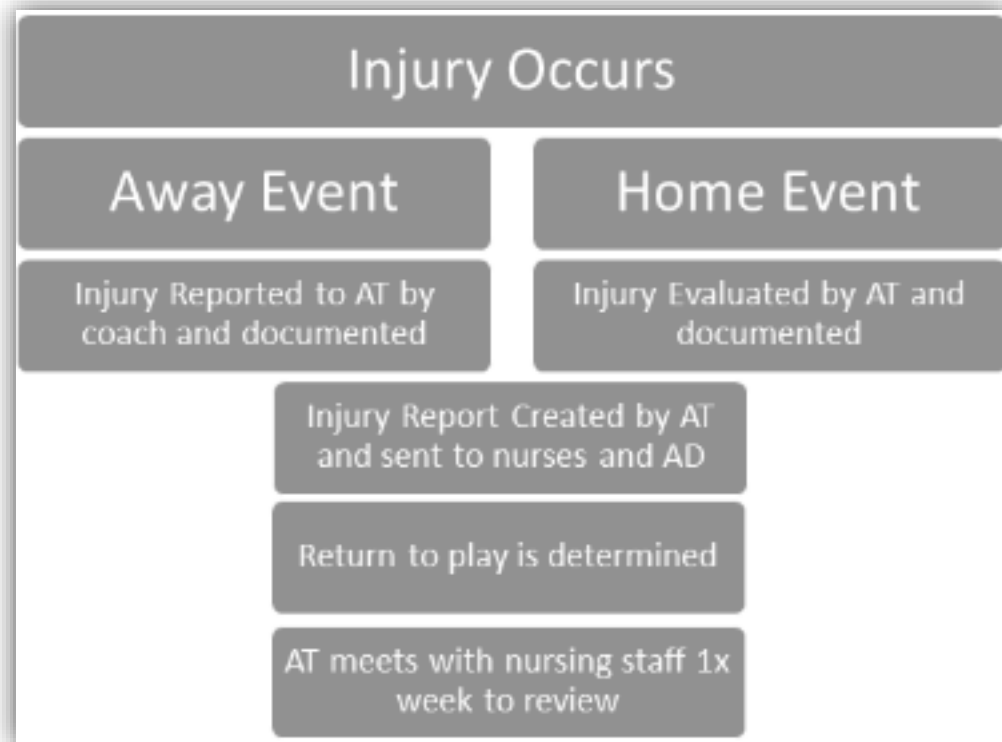 Injury Occurs
Away Event
Home Event
Injury Reported to AT by
coach and documented
Injury Evaluated by AT and
documented
Injury Report Created by AT
and sent to nurses and AD
Return to play is determined
AT meets with nursing staff 1x
week to review